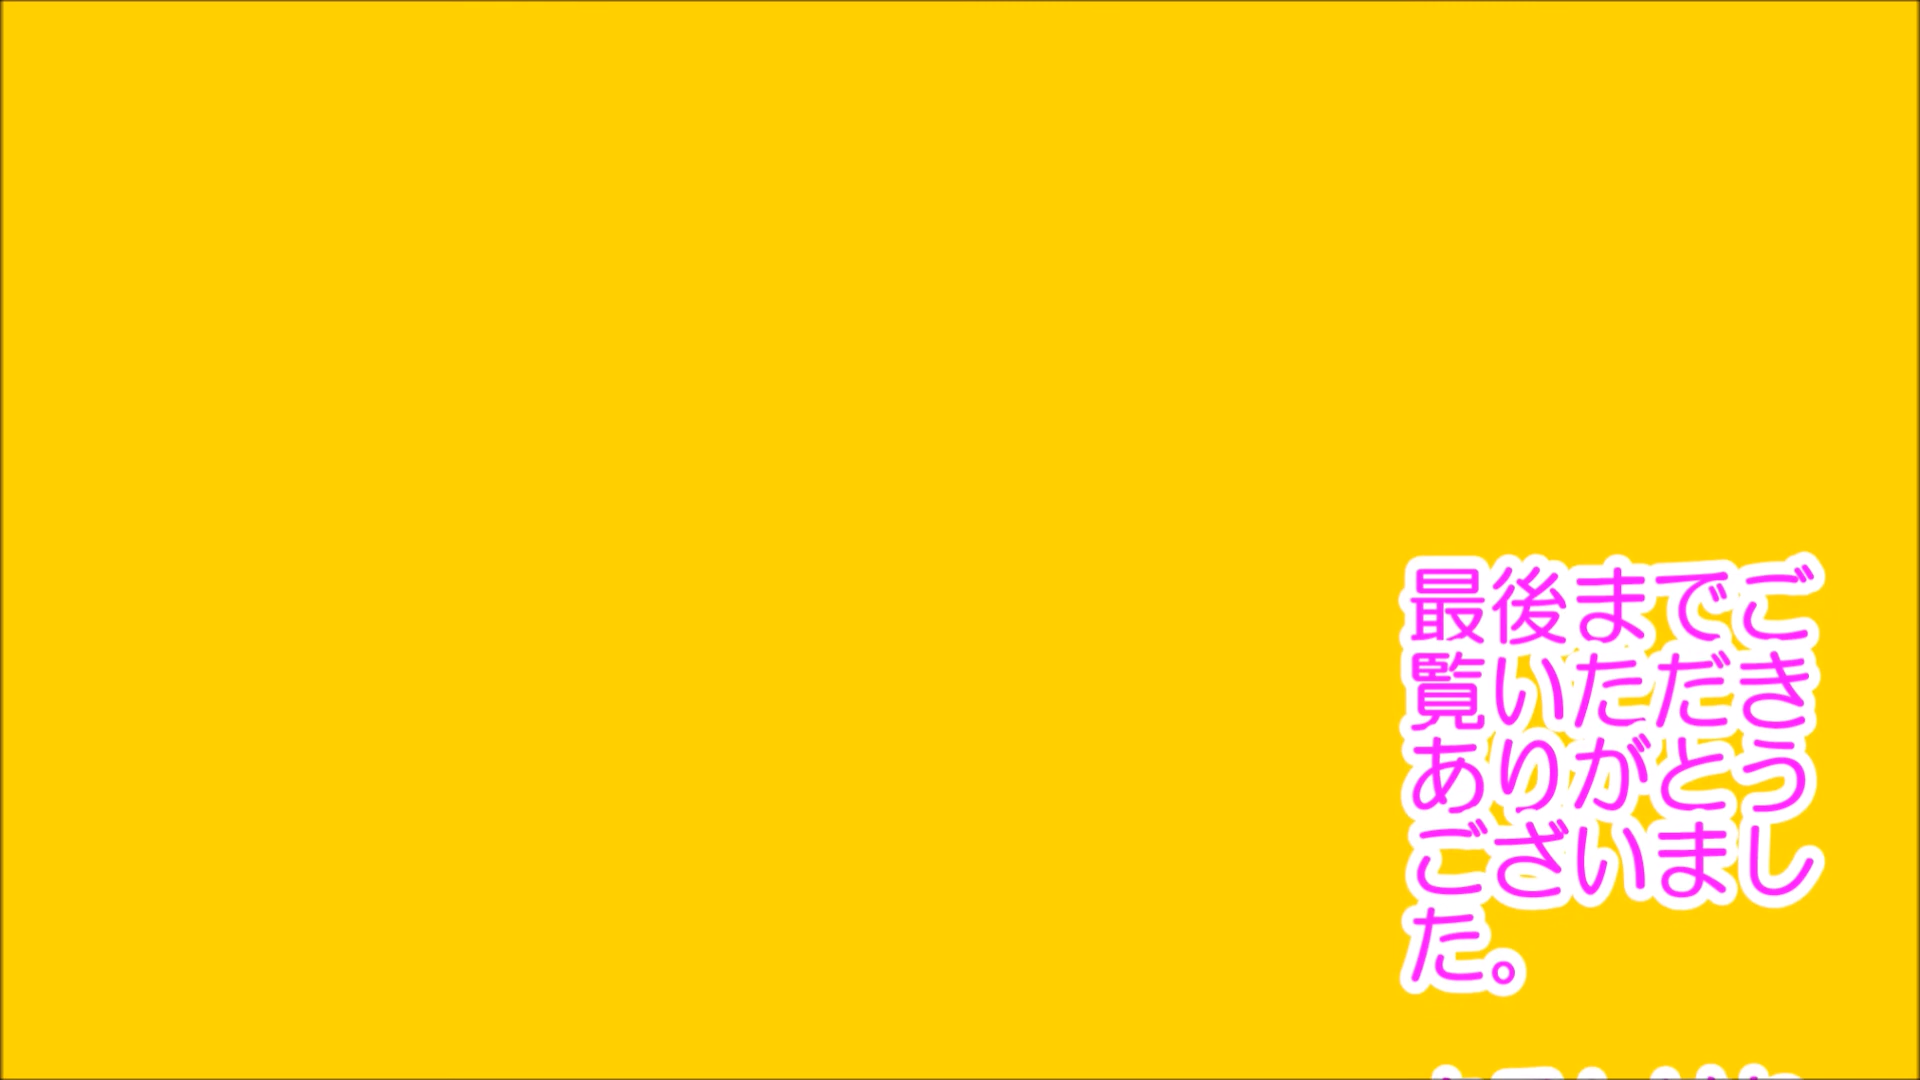 最後までご
覧いただき
ありがとう
ございまし
た。